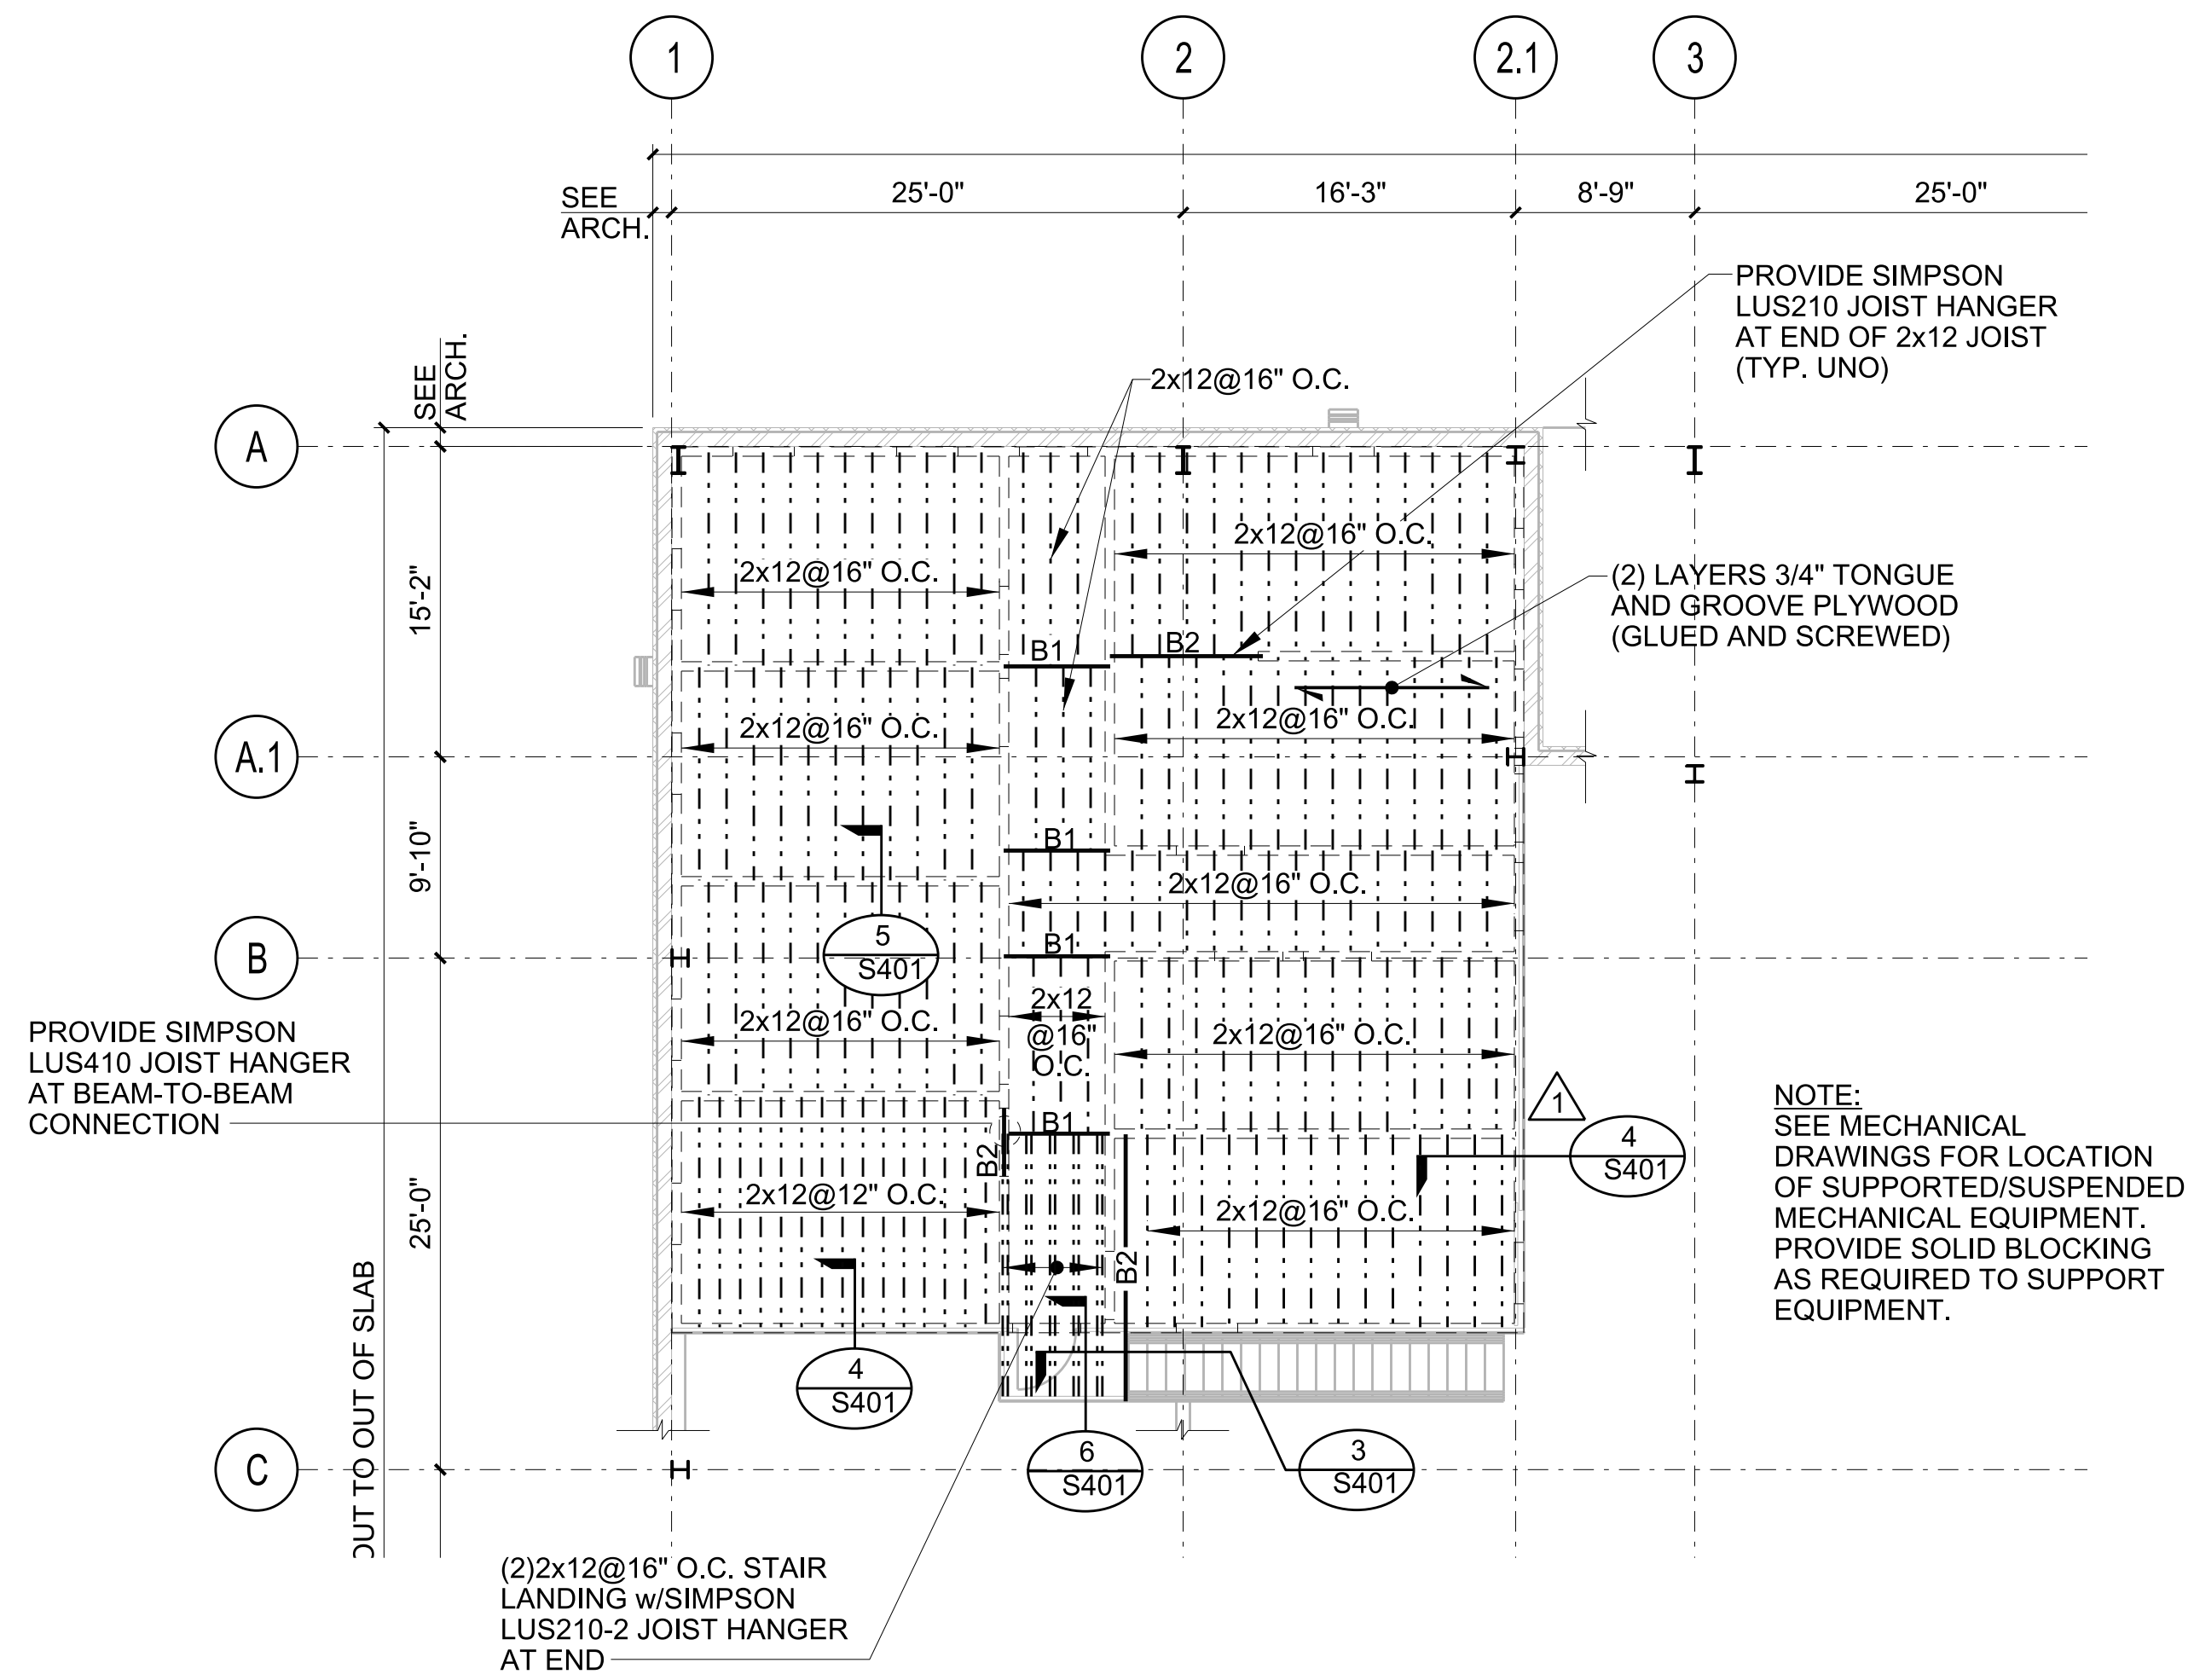 1
2
2.1
3
SEE
ARCH.
25'-0"
16'-3"
8'-9"
25'-0"
PROVIDE SIMPSON
LUS210 JOIST HANGER
AT END OF 2x12 JOIST
(TYP. UNO)
SEE
ARCH.
2x12@16" O.C.
A
2x12@16" O.C.
2x12@16" O.C.
(2) LAYERS 3/4" TONGUE
AND GROOVE PLYWOOD
(GLUED AND SCREWED)
15'-2"
B1
B2
2x12@16" O.C.
2x12@16" O.C.
A.1
9'-10"
B1
2x12@16" O.C.
5
S401
B1
B
2x12
@16"
O.C.
2x12@16" O.C.
2x12@16" O.C.
PROVIDE SIMPSON
LUS410 JOIST HANGER
AT BEAM-TO-BEAM
CONNECTION
1
4
S401
NOTE:
SEE MECHANICAL
DRAWINGS FOR LOCATION
OF SUPPORTED/SUSPENDED
MECHANICAL EQUIPMENT.
PROVIDE SOLID BLOCKING
AS REQUIRED TO SUPPORT
EQUIPMENT.
B1
B2
25'-0"
2x12@12" O.C.
2x12@16" O.C.
B2
OUT TO OUT OF SLAB
4
S401
6
S401
3
S401
C
(2)2x12@16" O.C. STAIR
LANDING w/SIMPSON
LUS210-2 JOIST HANGER
AT END